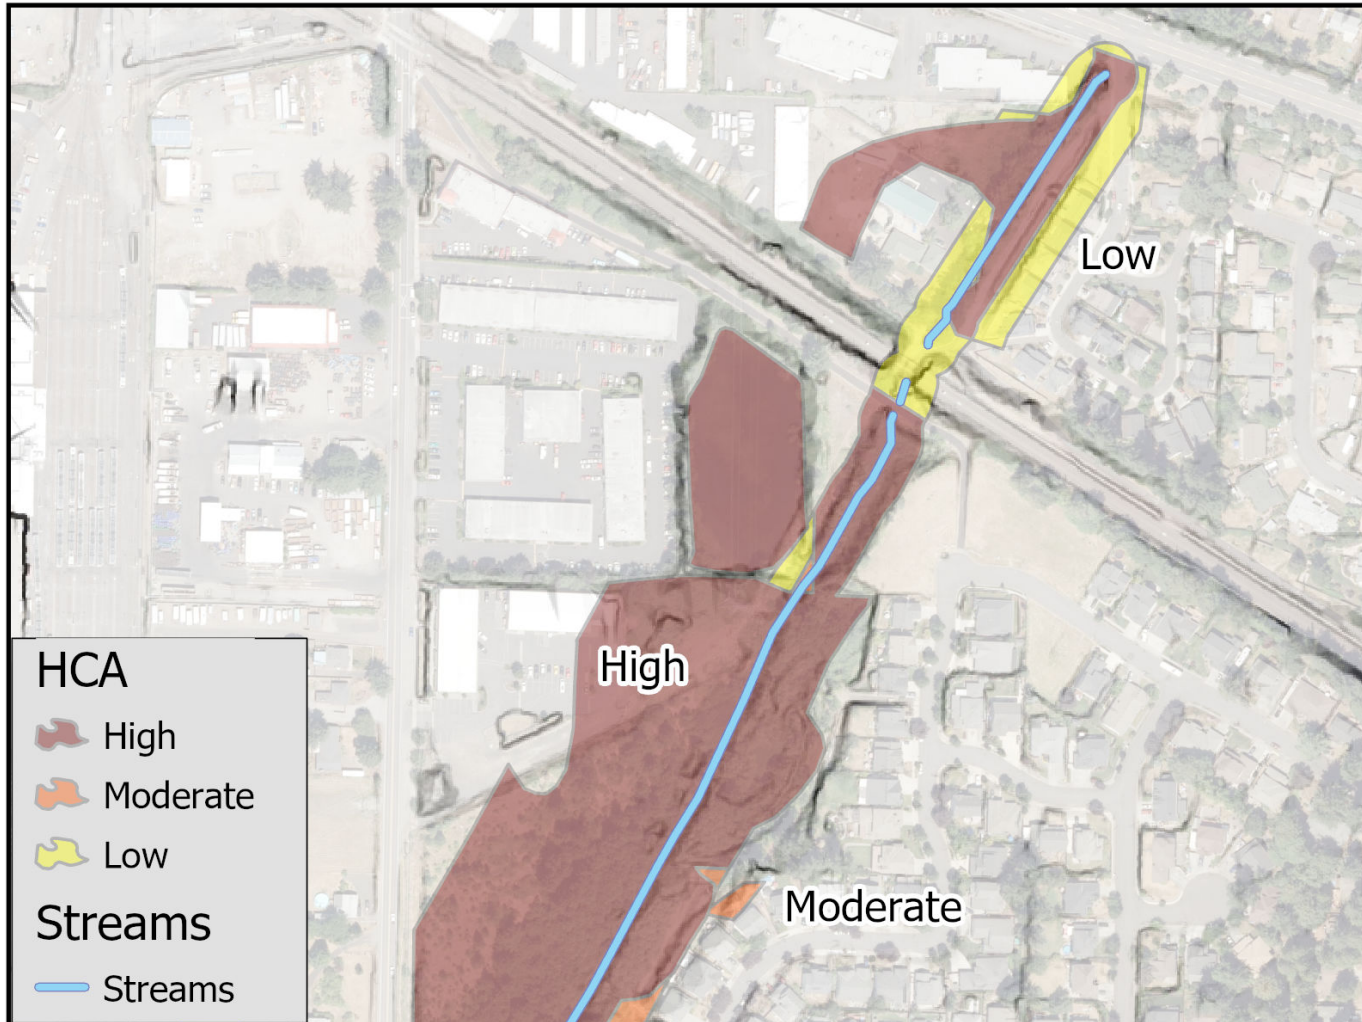 Low
High
Moderate
HCA
High
Moderate
Low
Streams
Streams